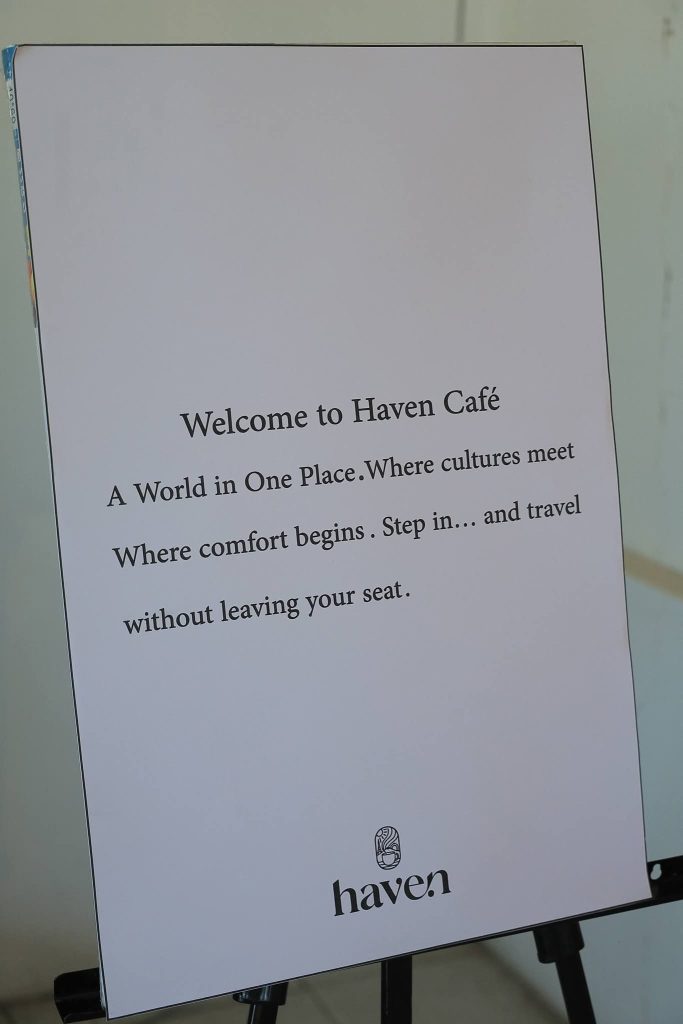 Welcome to Haven Café
A World in One Place.Where cultures meet
Where comfort begins . Step in... and travel
without leaving your seat.
haven